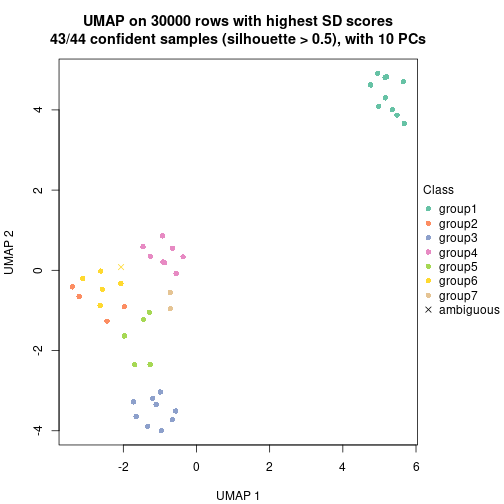 UMAP on 30000 rows with highest SD scores
43/44 confident samples (silhouette > 0.5), with 10 PCs
UMAP 2
4
2
0
-2
-4
-2
0
2
4
6
UMAP 1
Class
group1
group2
group3
group4
group5
group6
group7
ambiguous